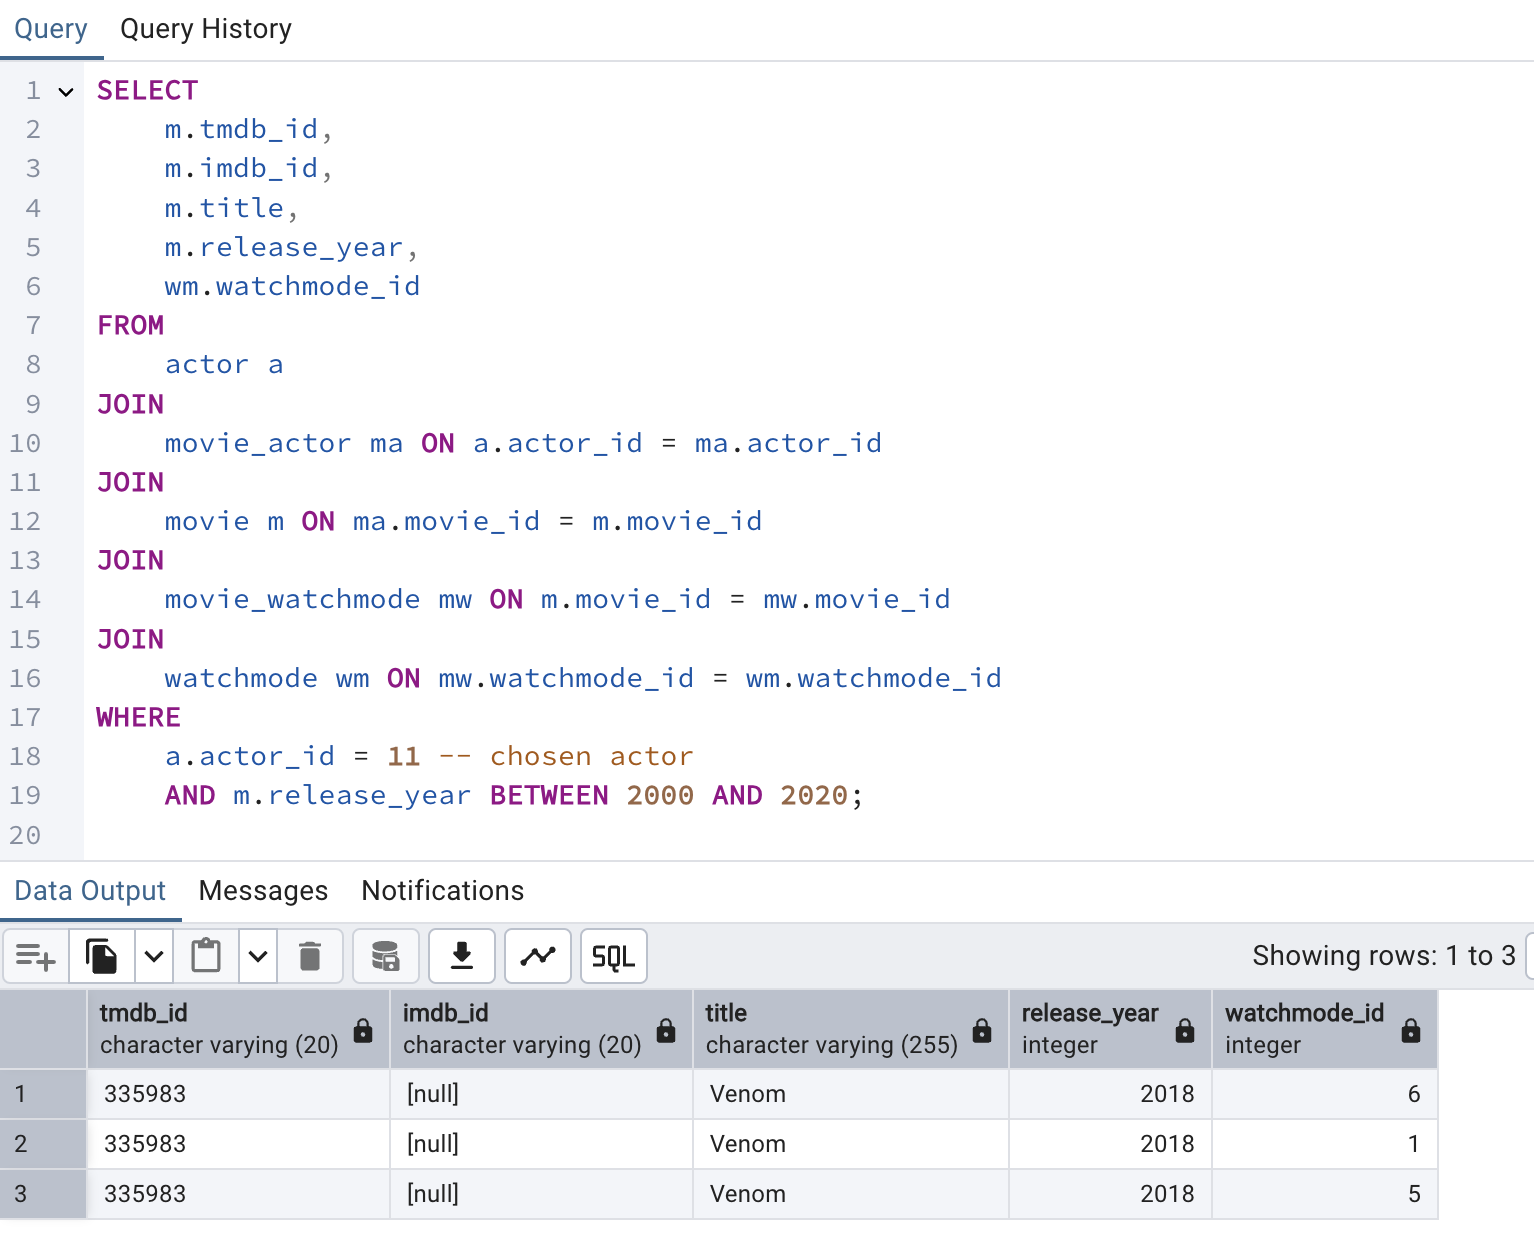 Query Query History
1 SELECT
2 m.tmdb_id,
3 m.imdb_id,
4 m.title,
5 m.release_year,
6 wm.watchmode_id
7 FROM
8 actor a
9 JOIN
10 movie_actor ma ON a.actor_id = ma.actor_id
11 JOIN
12 movie m ON ma.movie_id = m.movie_id
13 JOIN
14 movie_watchmode mw ON m.movie_id = mw.movie_id
15 JOIN
16 watchmode wm ON mw.watchmode_id = wm.watchmode_id
17 WHERE
18 a.actor_id = 11 -- chosen actor
19 AND m.release_year BETWEEN 2000 AND 2020;
20
Data Output Messages Notifications
SQL Showing rows: 1 to 3
tmdb_id imdb_id title release_year watchmode_id
character varying (20) character varying (20) character varying (255) integer integer
1 335983 [null] Venom 2018 6
2 335983 [null] Venom 2018 1
3 335983 [null] Venom 2018 5